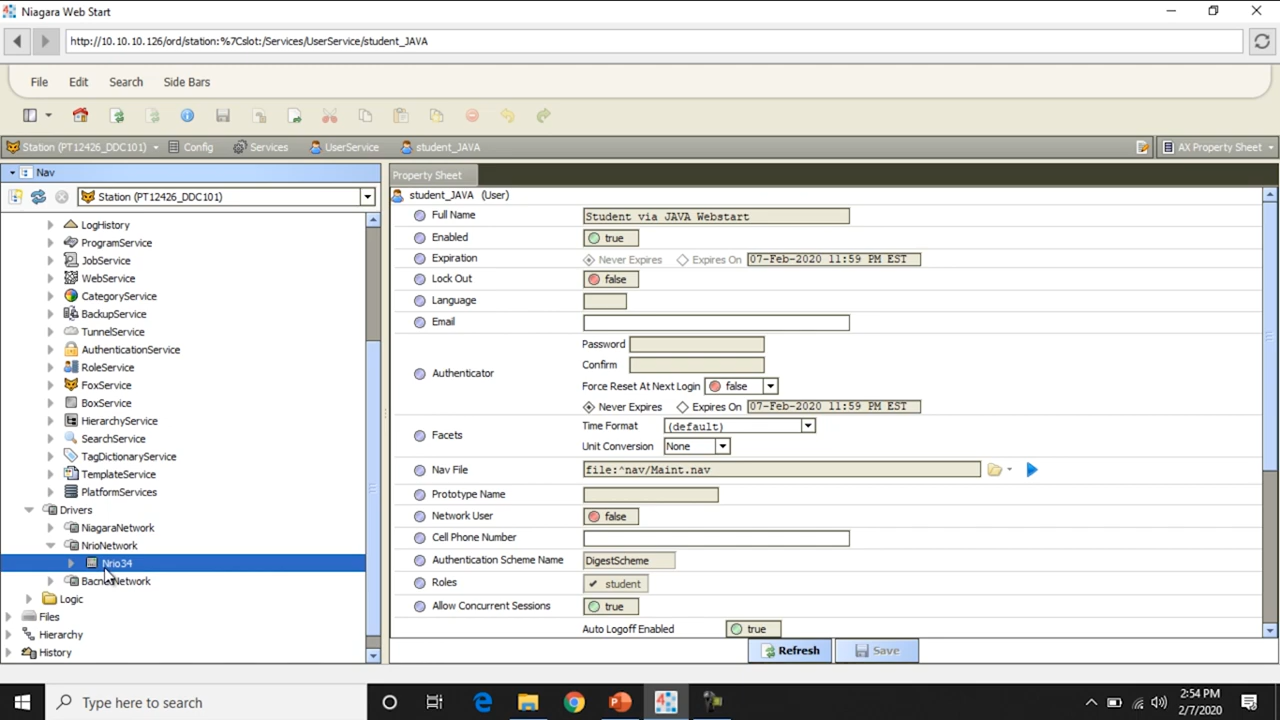 Niagara Web Start
http://10.10.10.126/ord/station:%7Cslot:/Services/UserService/student_JAVA
File Edit Search Side Bars
Station (PT12426_DDC101) Config Services UserService student_JAVA AX Property Sheet
Nav
Station (PT12426_DDC101)
LogHistory
ProgramService
JobService
WebService
CategoryService
BackupService
TunnelService
AuthenticationService
RoleService
FoxService
BoxService
HierarchyService
SearchService
TagDictionaryService
TemplateService
PlatformServices
Drivers
NiagaraNetwork
NrioNetwork
Nrio34
BacnetNetwork
Logic
Files
Hierarchy
History
Property Sheet
student_JAVA (User)
Full Name Student via JAVA Webstart
Enabled true
Expiration Never Expires Expires On 07-Feb-2020 11:59 PM EST
Lock Out false
Language
Email
Authenticator
Password
Confirm
Force Reset At Next Login false
Never Expires Expires On 07-Feb-2020 11:59 PM EST
Facets
Time Format (default)
Unit Conversion None
Nav File file:^nav/Maint.nav
Prototype Name
Network User false
Cell Phone Number
Authentication Scheme Name DigestScheme
Roles student
Allow Concurrent Sessions true
Auto Logoff Enabled true
Refresh Save
Type here to search
2:54 PM
2/7/2020